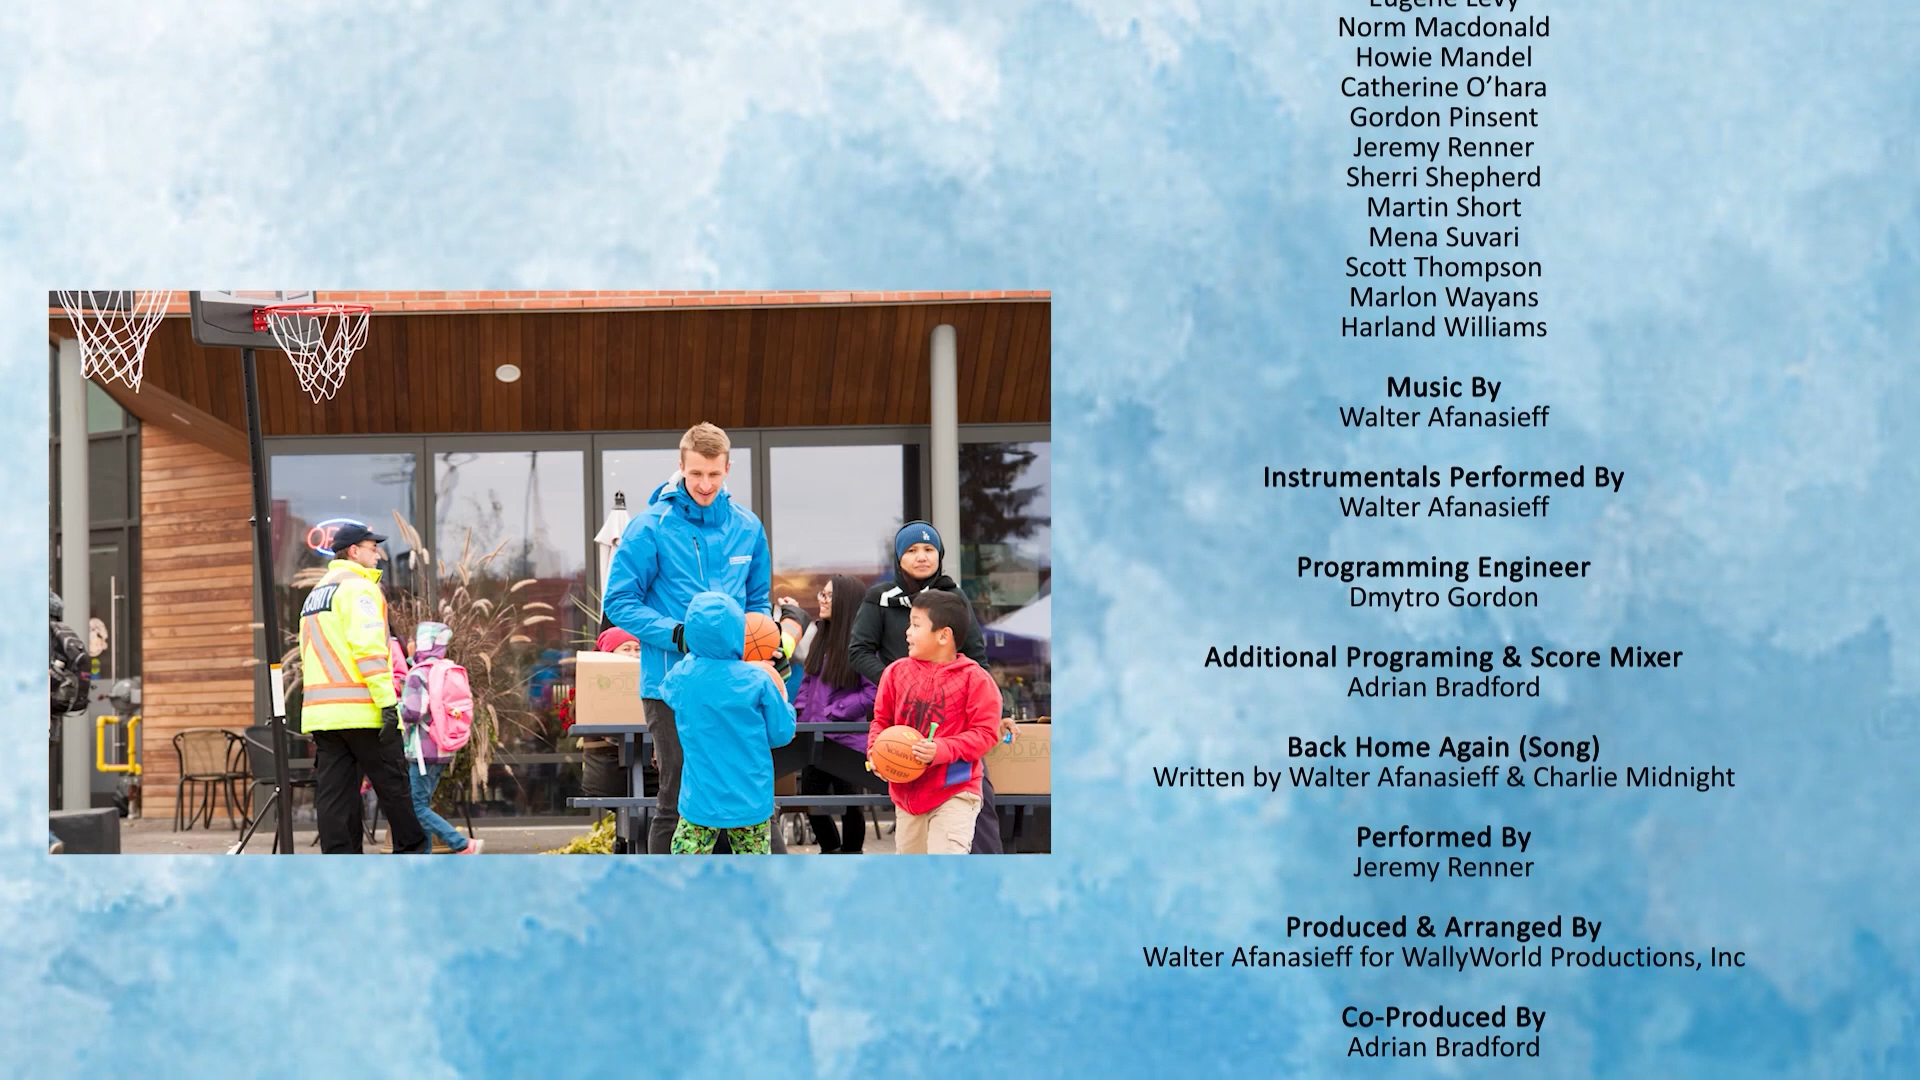 Eugene Levy
Norm Macdonald
Howie Mandel
Catherine O’hara
Gordon Pinsent
Jeremy Renner
Sherri Shepherd
Martin Short
Mena Suvari
Scott Thompson
Marlon Wayans
Harland Williams
Music By
Walter Afanasieff
Instrumentals Performed By
Walter Afanasieff
Programming Engineer
Dmytro Gordon
Additional Programing & Score Mixer
Adrian Bradford
Back Home Again (Song)
Written by Walter Afanasieff & Charlie Midnight
Performed By
Jeremy Renner
Produced & Arranged By
Walter Afanasieff for WallyWorld Productions, Inc
Co-Produced By
Adrian Bradford